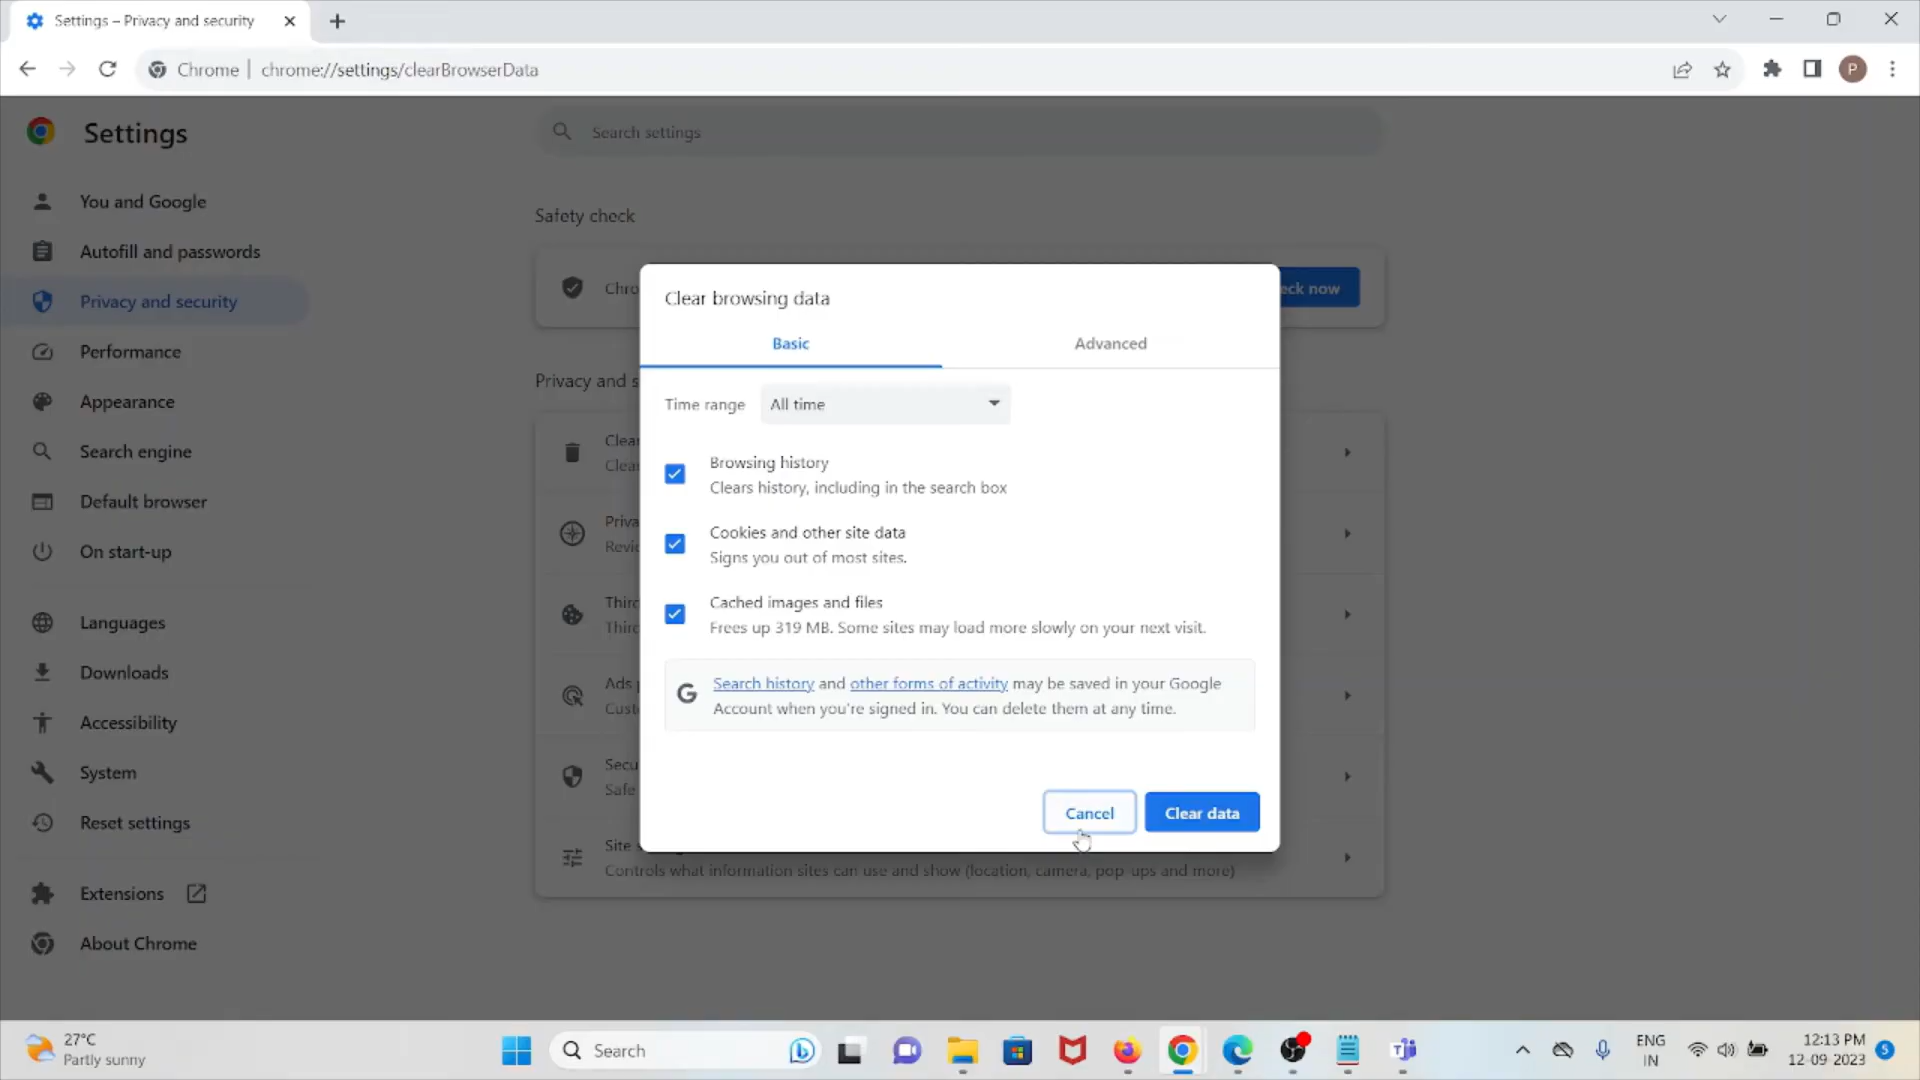 Settings – Privacy and security
Chrome | chrome://settings/clearBrowserData
P
Settings
Search settings
You and Google
Autofill and passwords
Privacy and security
Performance
Appearance
Search engine
Default browser
On start-up
Languages
Downloads
Accessibility
System
Reset settings
Extensions
About Chrome
Safety check
Chro
eck now
Privacy and s
Clear
Clear
Priva
Revie
Third
Third
Ads p
Custo
Secu
Safe
Site s
Controls what information sites can use and show (location, camera, pop-ups and more)
Clear browsing data
Basic
Advanced
Time range
All time
Browsing history
Clears history, including in the search box
Cookies and other site data
Signs you out of most sites.
Cached images and files
Frees up 319 MB. Some sites may load more slowly on your next visit.
Search history and other forms of activity may be saved in your Google
Account when you're signed in. You can delete them at any time.
Cancel
Clear data
27°C
Partly sunny
Search
ENG
IN
12:13 PM
12-09-2023
5